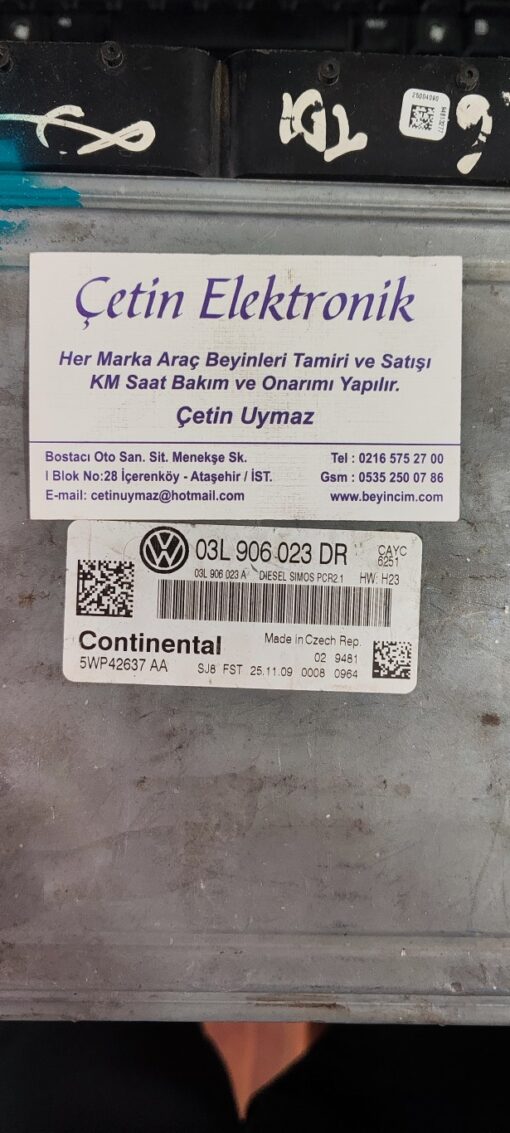 TDI
25004060
Çetin Elektronik
Her Marka Araç Beyinleri Tamiri ve Satışı
KM Saat Bakım ve Onarımı Yapılır.
Çetin Uymaz
Bostacı Oto San. Sit. Menekşe Sk.
I Blok No:28 İçerenköy - Ataşehir / İST.
E-mail: cetinuymaz@hotmail.com
Tel : 0216 575 27 00
Gsm : 0535 250 07 86
www.beyincim.com
03L 906 023 DR
CAYC
6251
03L 906 023 A DIESEL SIMOS PCR2.1 HW: H23
Continental
Made in Czech Rep.
02 9481
5WP42637 AA
SJ8 FST 25.11.09 0008 0964